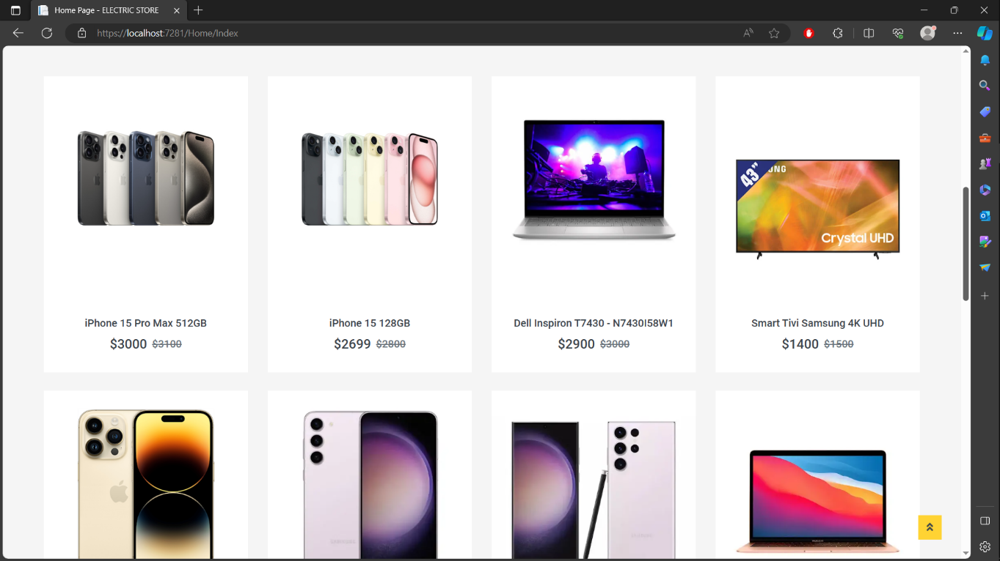 Home Page - ELECTRIC STORE
https://localhost:7281/Home/Index
43” UNG
Crystal UHD
iPhone 15 Pro Max 512GB
$3000 $3100
iPhone 15 128GB
$2699 $2800
Dell Inspiron T7430 - N7430I58W1
$2900 $3000
Smart Tivi Samsung 4K UHD
$1400 $1500